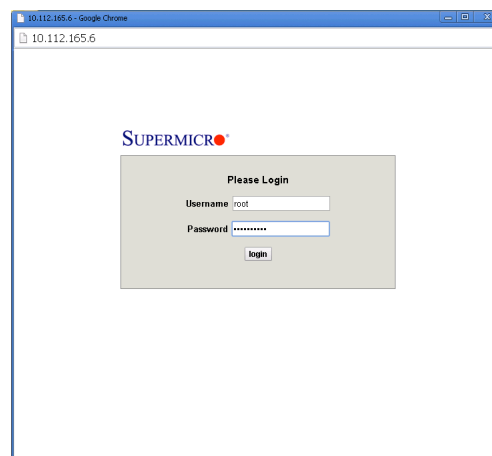 10.112.165.6 - Google Chrome
10.112.165.6
SUPERMICRO®
Please Login
Username root
Password ••••••••••
login